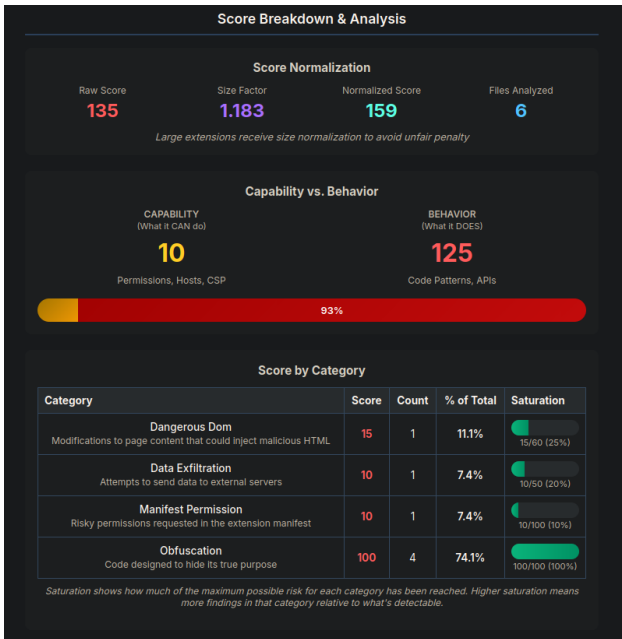 Score Breakdown & Analysis
Score Normalization
Raw Score Size Factor Normalized Score Files Analyzed
135 1.183 159 6
Large extensions receive size normalization to avoid unfair penalty
Capability vs. Behavior
CAPABILITY BEHAVIOR
(What it CAN do) (What it DOES)
10 125
Permissions, Hosts, CSP Code Patterns, APIs
93%
Score by Category
Category Score Count % of Total Saturation
Dangerous Dom
Modifications to page content that could inject malicious HTML
15 1 11.1%
15/60 (25%)
Data Exfiltration
Attempts to send data to external servers
10 1 7.4%
10/50 (20%)
Manifest Permission
Risky permissions requested in the extension manifest
10 1 7.4%
10/100 (10%)
Obfuscation
Code designed to hide its true purpose
100 4 74.1%
100/100 (100%)
Saturation shows how much of the maximum possible risk for each category has been reached. Higher saturation means
more findings in that category relative to what's detectable.